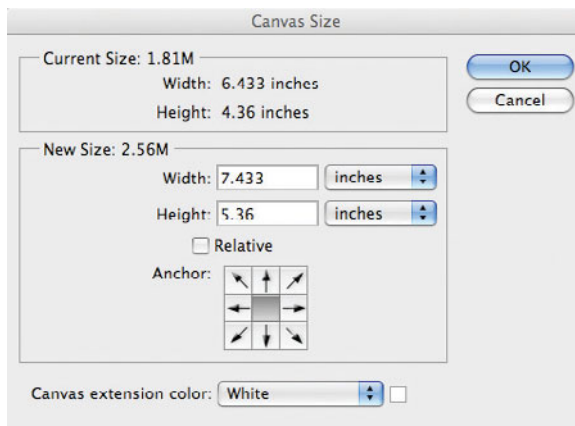 Canvas Size
Current Size: 1.81M
Width: 6.433 inches
Height: 4.36 inches
OK
Cancel
New Size: 2.56M
Width: 7.433 inches
Height: 5.36 inches
Relative
Anchor:
Canvas extension color: White